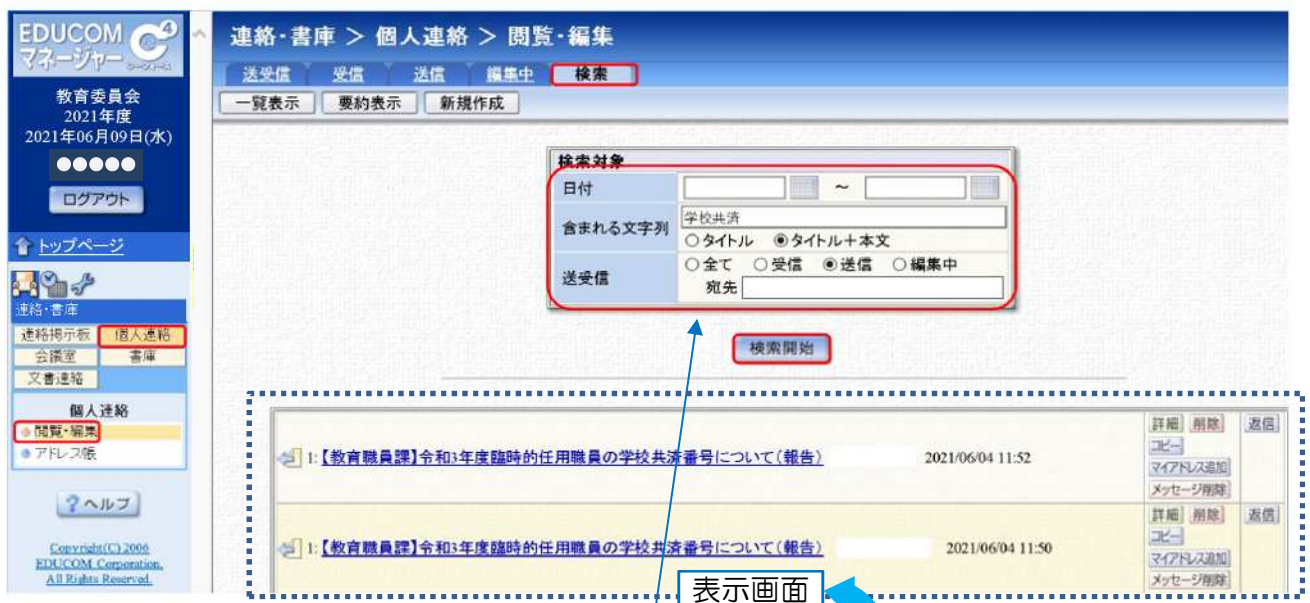 EDUCOM
マネージャー C4
教育委員会
2021年度
2021年06月09日(水)
●●●●●
ログアウト
トップページ
連絡・書庫
連絡掲示板 個人連絡
会議室 書庫
文書連絡
個人連絡
閲覧・編集
アドレス帳
?ヘルプ
Copyright(C) 2006
EDUCOM Corporation.
All Rights Reserved.
連絡・書庫 > 個人連絡 > 閲覧・編集
送受信 受信 送信 編集中 検索
一覧表示 要約表示 新規作成
検索対象
日付 ~
含まれる文字列 学校共済
○タイトル ◉タイトル+本文
送受信 ○全て ○受信 ◉送信 ○編集中
宛先
検索開始
1:【教育職員課】令和3年度臨時的任用職員の学校共済番号について(報告) 2021/06/04 11:52
詳細 削除 返信
コピー
マイアドレス追加
メッセージ削除
1:【教育職員課】令和3年度臨時的任用職員の学校共済番号について(報告) 2021/06/04 11:50
詳細 削除 返信
コピー
マイアドレス追加
メッセージ削除
表示画面